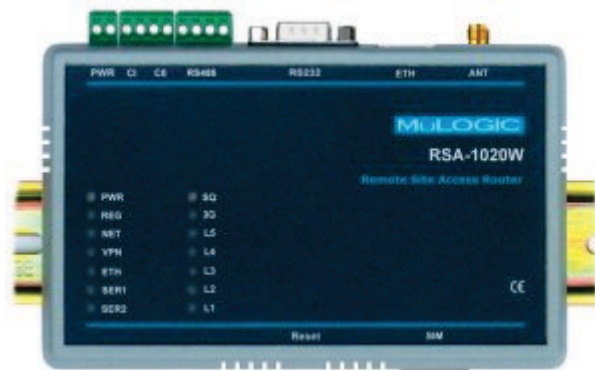 PWR CI C0 RS485 RS232 ETH ANT
MuLOGIC
RSA-1020W
Remote Site Access Router
PWR SQ
REG 3G
NET L5
VPN L4
ETH L3
SER1 L2
SER2 L1
CE
Reset SIM